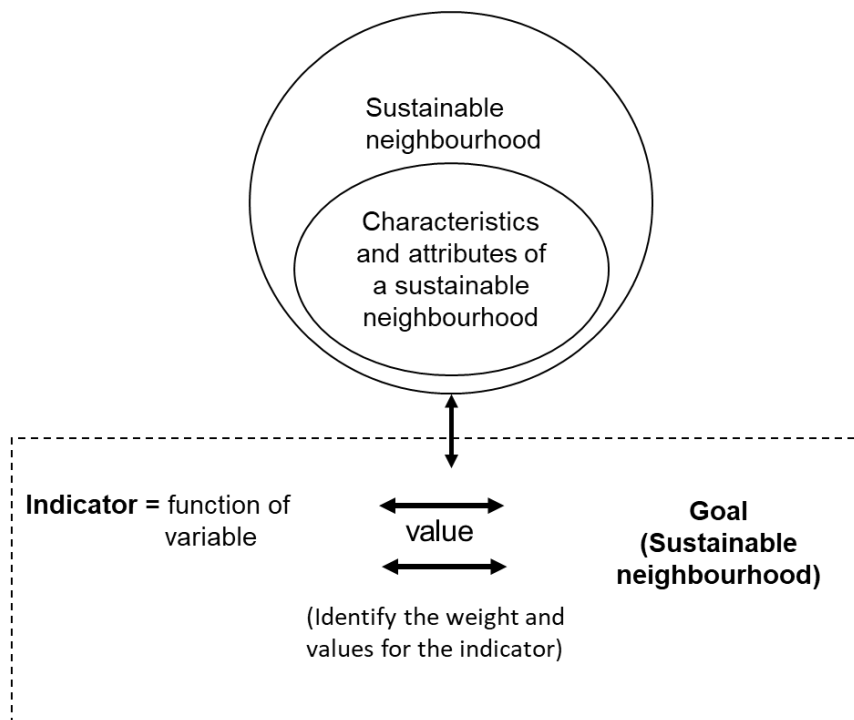 Sustainable
neighbourhood
Characteristics
and attributes of
a sustainable
neighbourhood
Indicator = function of
variable
value
(Identify the weight and
values for the indicator)
Goal
(Sustainable
neighbourhood)